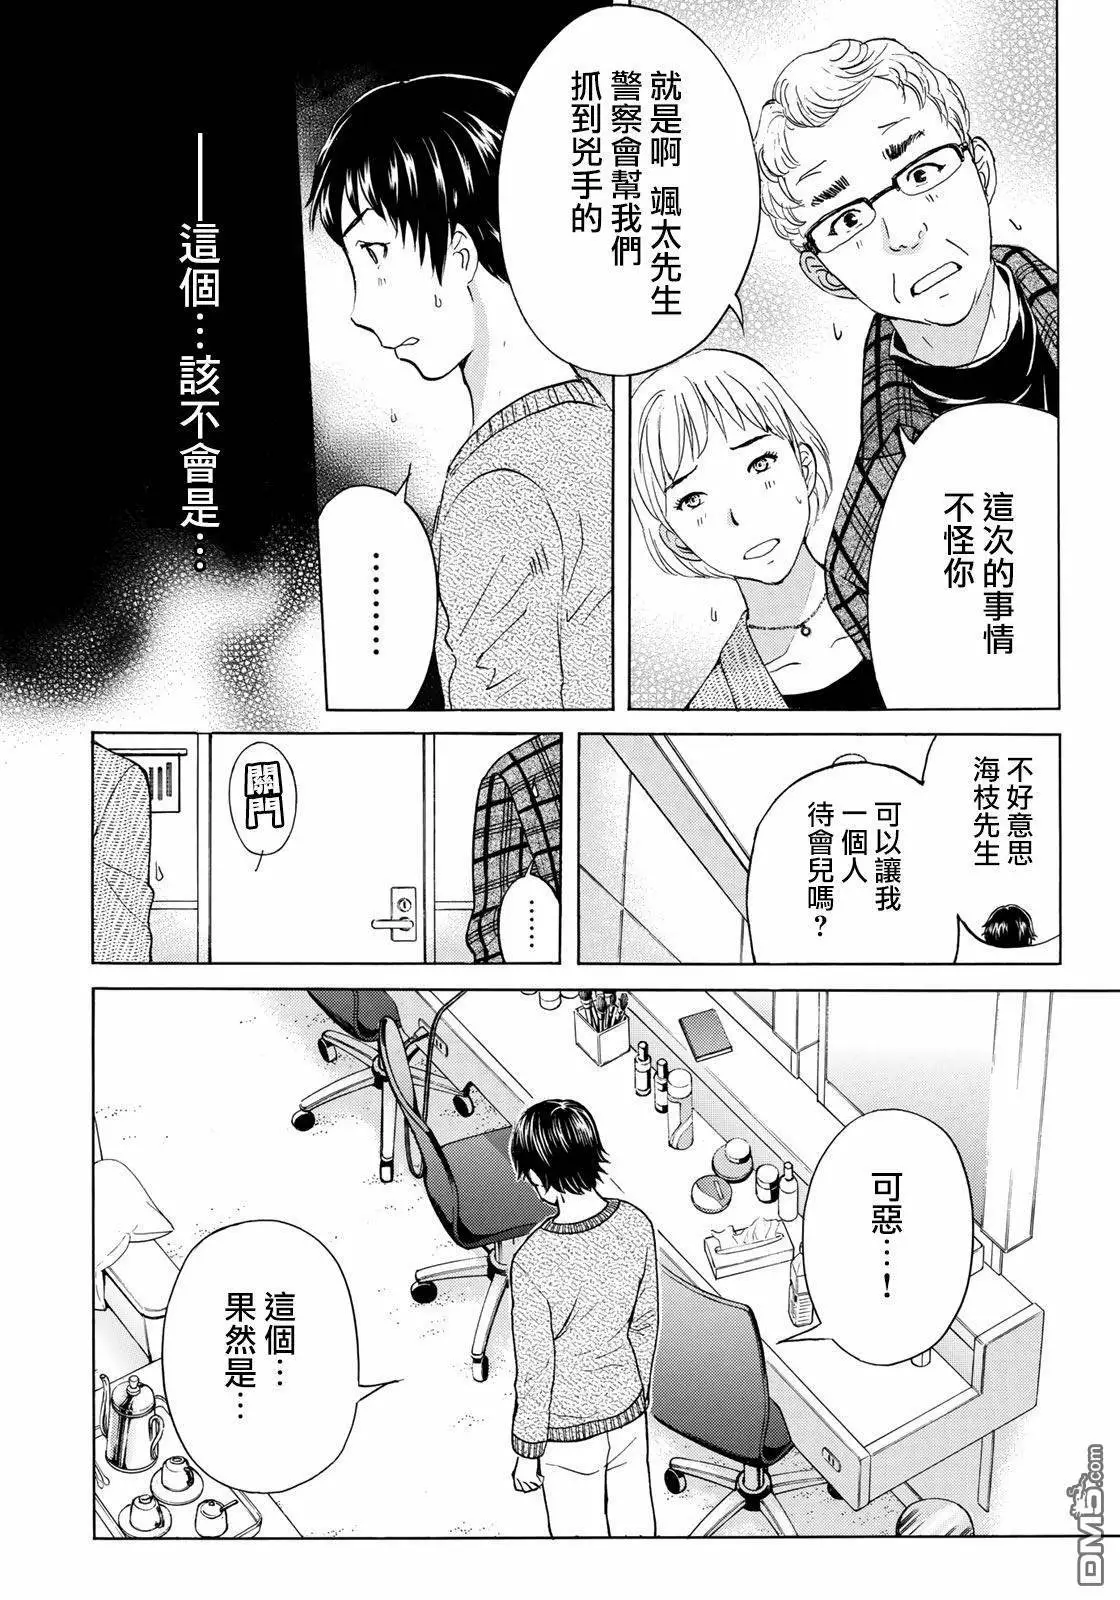 這次的事情
不怪你
就是啊 颯太先生
警察會幫我們
抓到兇手的
………
——這個…該不會是…
不好意思
海枝先生
可以讓我
一個人
待會兒嗎?
關門
……
可惡…!
這個…
果然是…
DM5.com